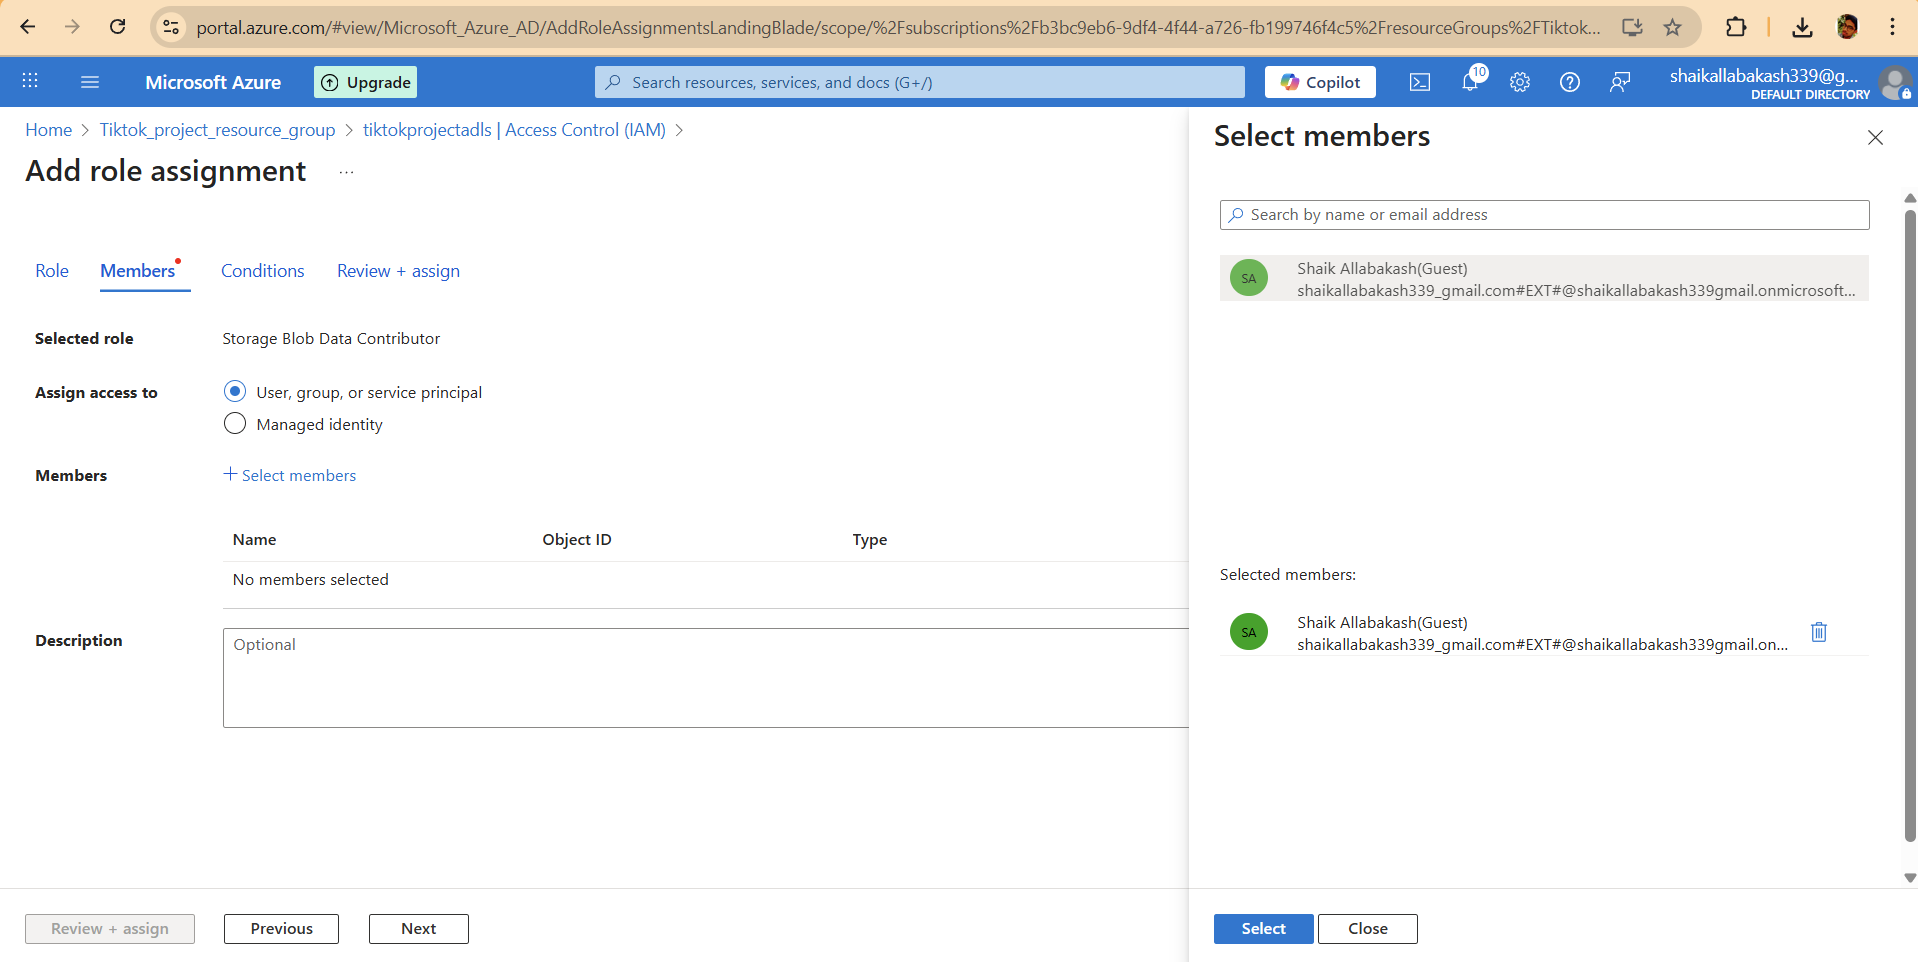 portal.azure.com/#view/Microsoft_Azure_AD/AddRoleAssignmentsLandingBlade/scope/%2Fsubscriptions%2Fb3bc9eb6-9df4-4f44-a726-fb199746f4c5%2FresourceGroups%2FTiktok...
Microsoft Azure
Upgrade
Search resources, services, and docs (G+/)
Copilot
10
shaikallabakash339@g...
DEFAULT DIRECTORY
Home > Tiktok_project_resource_group > tiktokprojectadls | Access Control (IAM) >
Add role assignment
...
Role
Members
Conditions
Review + assign
Selected role
Storage Blob Data Contributor
Assign access to
User, group, or service principal
Managed identity
Members
+ Select members
Name
Object ID
Type
No members selected
Description
Optional
Review + assign
Previous
Next
Select members
Search by name or email address
SA
Shaik Allabakash(Guest)
shaikallabakash339_gmail.com#EXT#@shaikallabakash339gmail.onmicrosoft...
Selected members:
SA
Shaik Allabakash(Guest)
shaikallabakash339_gmail.com#EXT#@shaikallabakash339gmail.on...
Select
Close